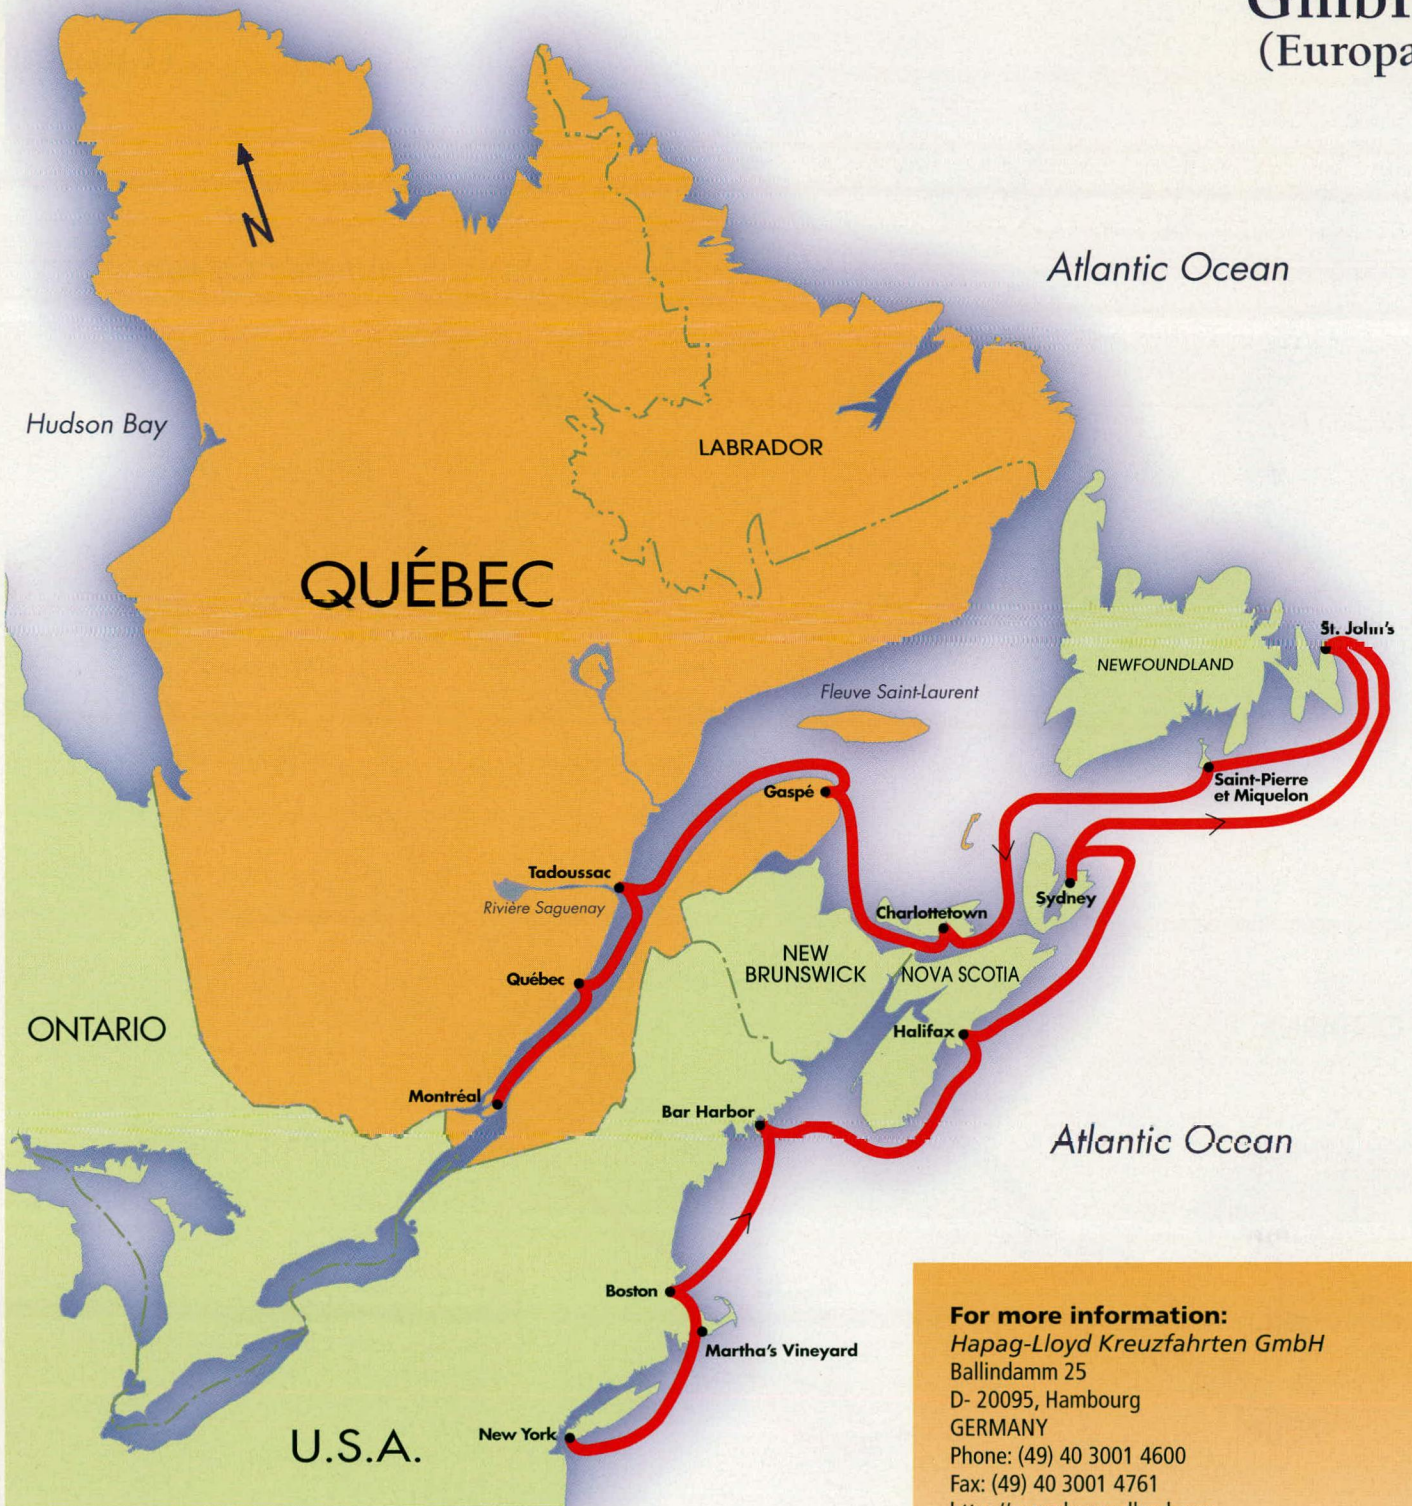 (Europa
N
Atlantic Ocean
Hudson Bay
LABRADOR
QUÉBEC
St. John's
NEWFOUNDLAND
Fleuve Saint-Laurent
Saint-Pierre
et Miquelon
Gaspé
Tadoussac
Rivière Saguenay
Sydney
Charlottetown
NEW
BRUNSWICK
NOVA SCOTIA
Québec
ONTARIO
Halifax
Montréal
Bar Harbor
Atlantic Ocean
Boston
Martha's Vineyard
New York
U.S.A.
For more information:
Hapag-Lloyd Kreuzfahrten GmbH
Ballindamm 25
D- 20095, Hambourg
GERMANY
Phone: (49) 40 3001 4600
Fax: (49) 40 3001 4761